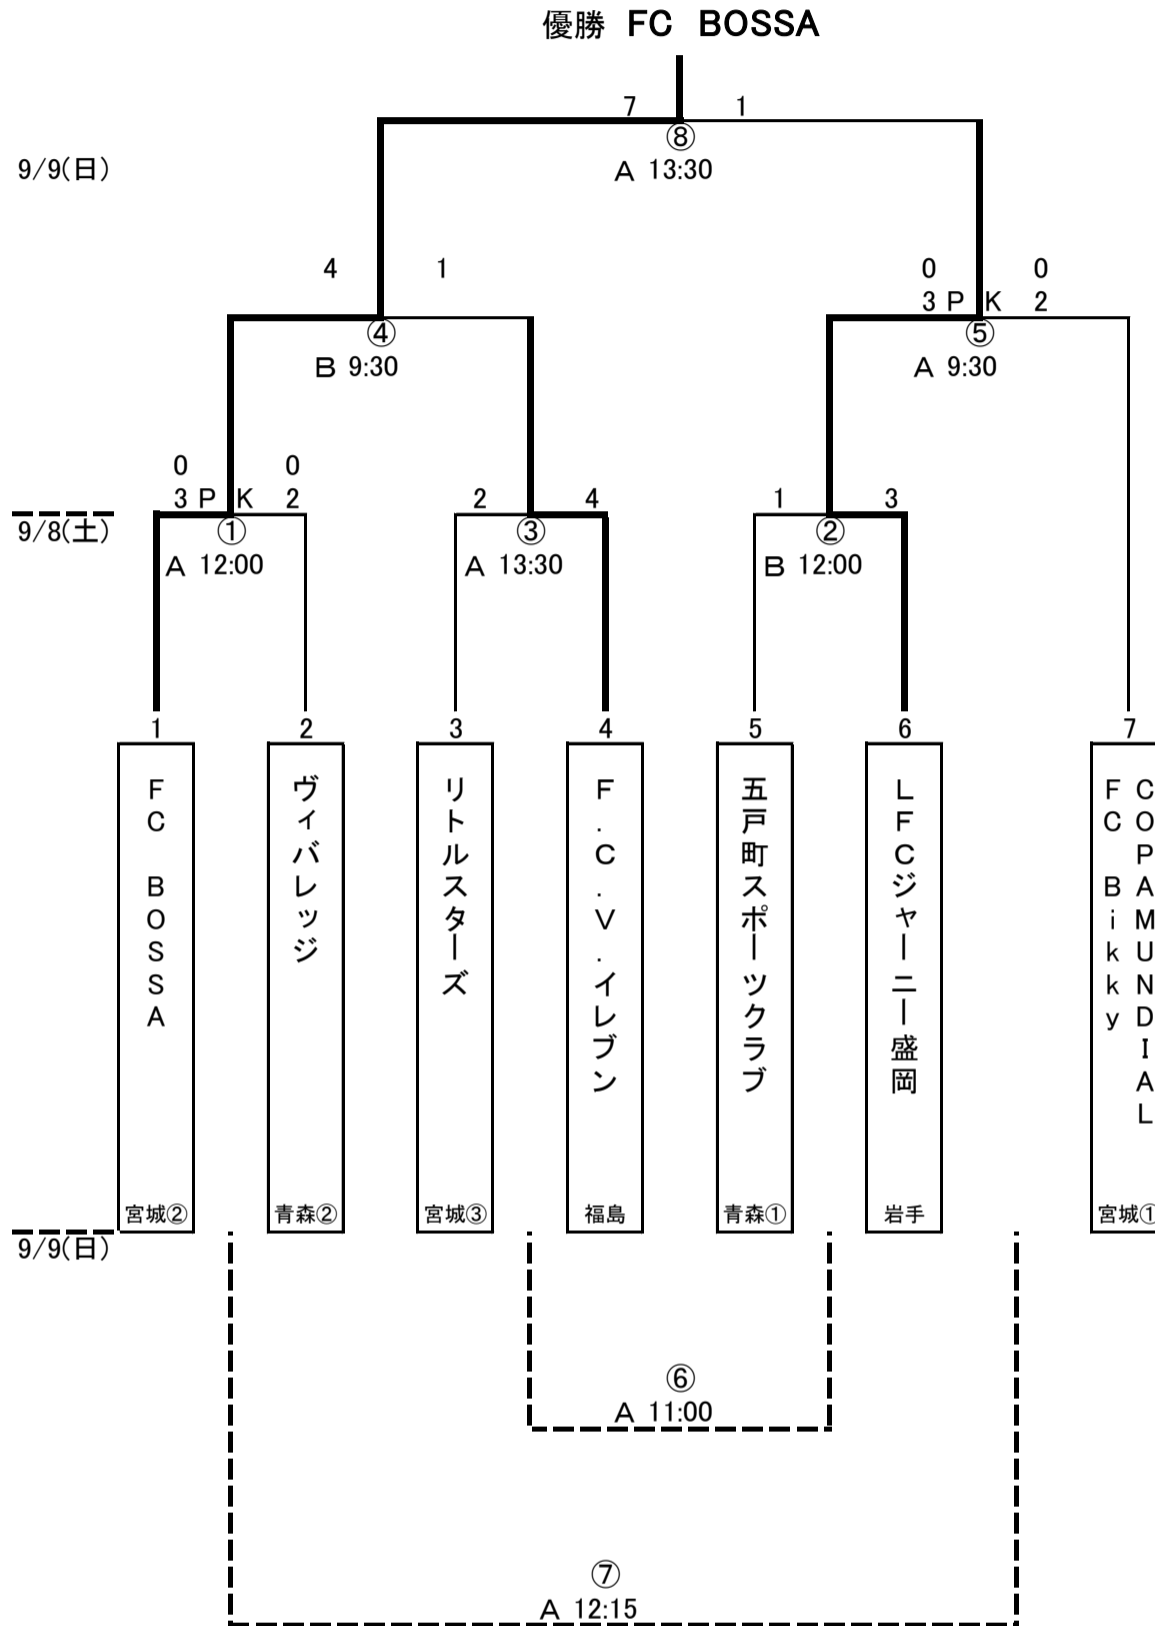 優勝 FC BOSSA
7 1
⑧
9/9(日)
A 13:30
4 1
0 0
3 P K 2
④
⑤
B 9:30
A 9:30
0 0
3 P K 2
2 4
1 3
9/8(土)
①
③
②
A 12:00
A 13:30
B 12:00
1 2 3 4 5 6 7
FC BOSSA
宮城②
ヴィバレッジ
青森②
リトルスターズ
宮城③
F.C.V.イレブン
福島
五戸町スポーツクラブ
青森①
LFCジャーニー盛岡
岩手
COPAMUNDIAL
FC Bikky
宮城①
9/9(日)
⑥
A 11:00
⑦
A 12:15